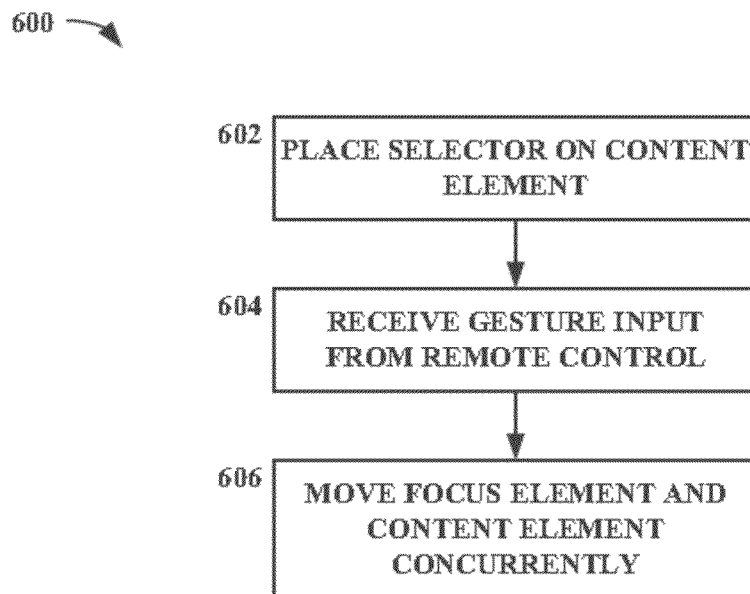 600
602
PLACE SELECTOR ON CONTENT
ELEMENT
604
RECEIVE GESTURE INPUT
FROM REMOTE CONTROL
606
MOVE FOCUS ELEMENT AND
CONTENT ELEMENT
CONCURRENTLY